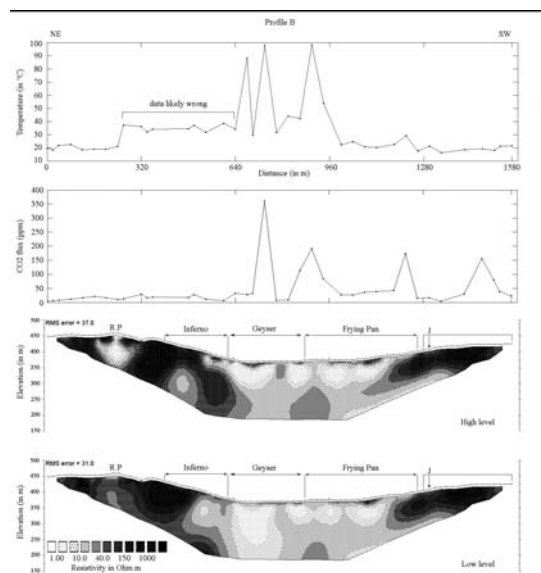 Profile B
NE SW
Temperature (in °C)
100
90
80
70
60
50
40
30
20
10
data likely wrong
0 320 640 960 1280 1580
Distance (in m)
CO2 flux (ppm)
400
350
300
250
200
150
100
50
0
RMS error = 37.0
R.P Inferno Geyser Frying Pan J
Elevation (in m)
500
450
400
350
300
250
200
150
High level
RMS error = 31.0
R.P Inferno Geyser Frying Pan J
Elevation (in m)
500
450
400
350
300
250
200
150
1.00 10.0 40.0 150 1000
Resistivity in Ohm.m
Low level